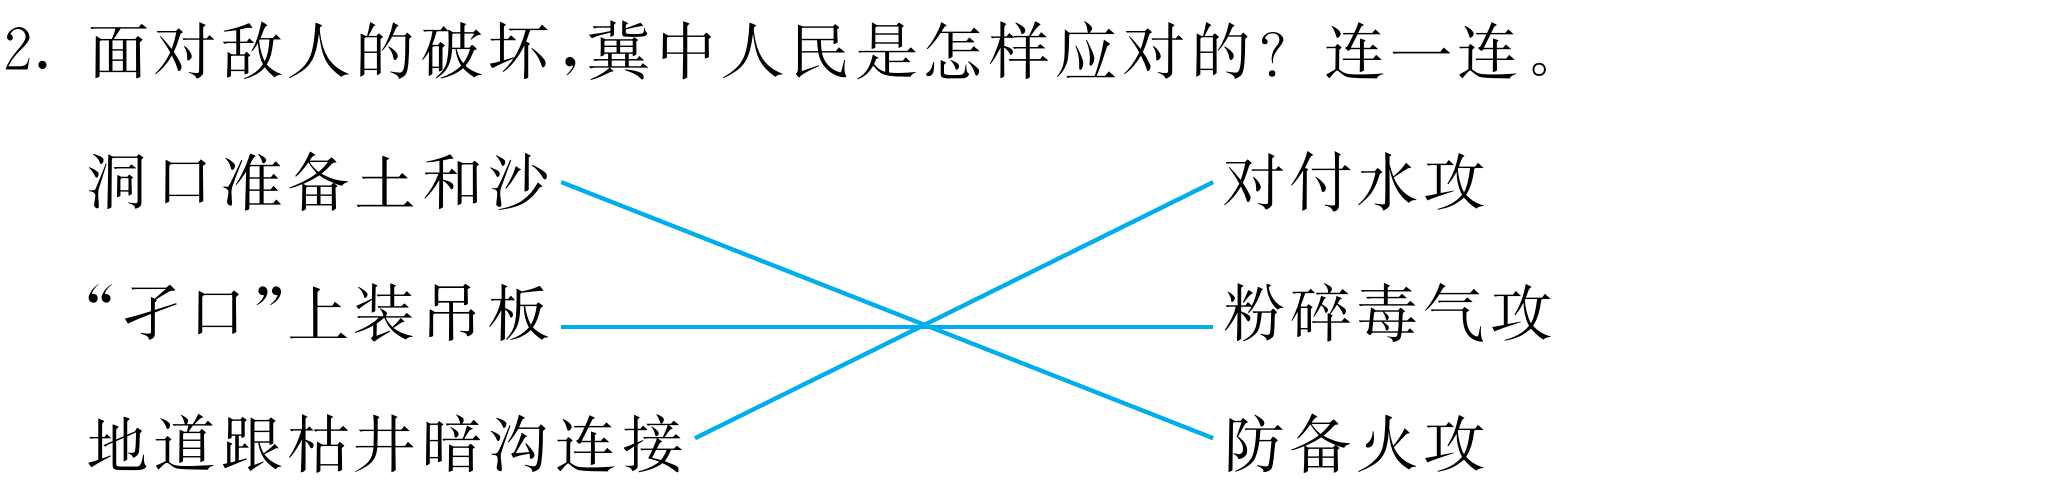 2. 面对敌人的破坏,冀中人民是怎样应对的? 连一连。
洞口准备土和沙 对付水攻
“孑口”上装吊板 粉碎毒气攻
地道跟枯井暗沟连接 防备火攻